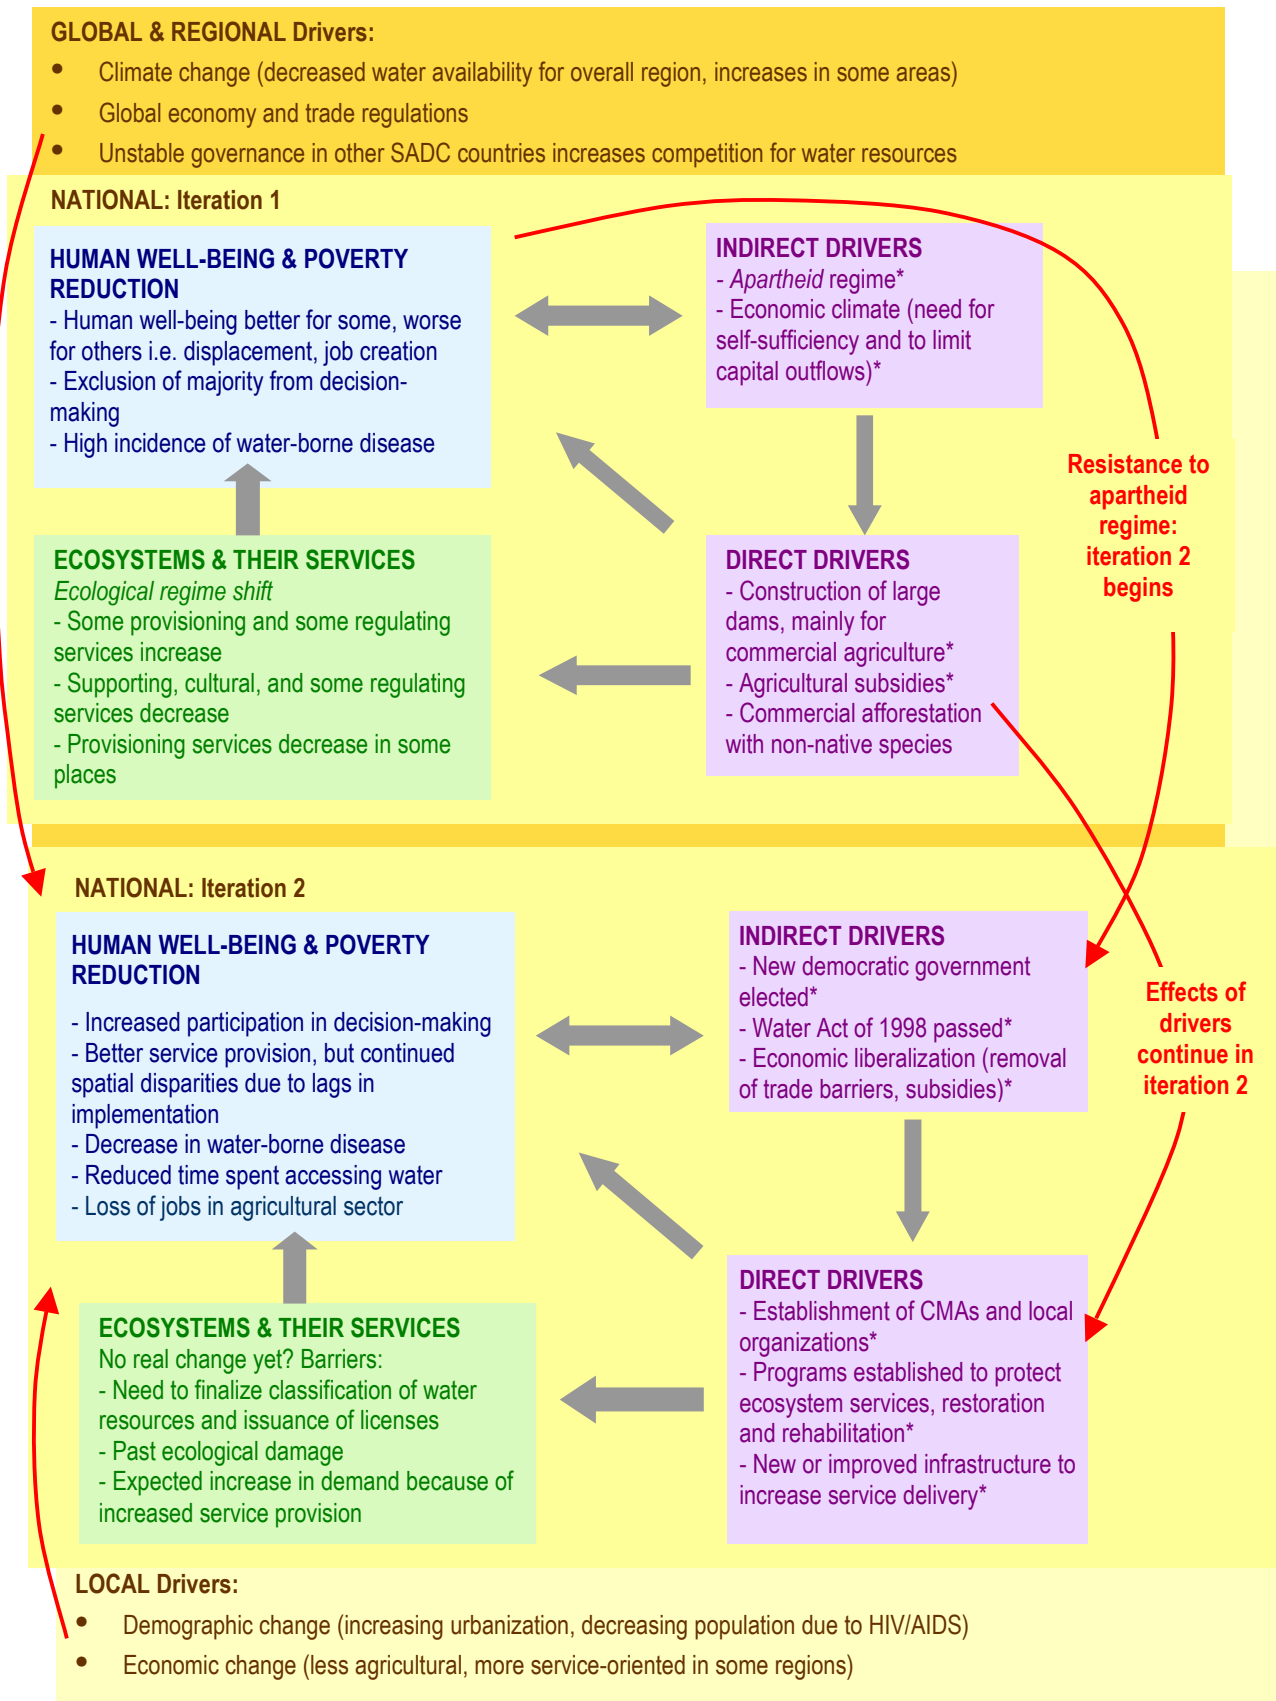 GLOBAL & REGIONAL Drivers:
• Climate change (decreased water availability for overall region, increases in some areas)
• Global economy and trade regulations
• Unstable governance in other SADC countries increases competition for water resources
NATIONAL: Iteration 1
HUMAN WELL-BEING & POVERTY
REDUCTION
- Human well-being better for some, worse
for others i.e. displacement, job creation
- Exclusion of majority from decision-
making
- High incidence of water-borne disease
INDIRECT DRIVERS
- Apartheid regime*
- Economic climate (need for
self-sufficiency and to limit
capital outflows)*
Resistance to
apartheid
regime:
iteration 2
begins
ECOSYSTEMS & THEIR SERVICES
Ecological regime shift
- Some provisioning and some regulating
services increase
- Supporting, cultural, and some regulating
services decrease
- Provisioning services decrease in some
places
DIRECT DRIVERS
- Construction of large
dams, mainly for
commercial agriculture*
- Agricultural subsidies*
- Commercial afforestation
with non-native species
NATIONAL: Iteration 2
HUMAN WELL-BEING & POVERTY
REDUCTION
- Increased participation in decision-making
- Better service provision, but continued
spatial disparities due to lags in
implementation
- Decrease in water-borne disease
- Reduced time spent accessing water
- Loss of jobs in agricultural sector
INDIRECT DRIVERS
- New democratic government
elected*
- Water Act of 1998 passed*
- Economic liberalization (removal
of trade barriers, subsidies)*
Effects of
drivers
continue in
iteration 2
ECOSYSTEMS & THEIR SERVICES
No real change yet? Barriers:
- Need to finalize classification of water
resources and issuance of licenses
- Past ecological damage
- Expected increase in demand because of
increased service provision
DIRECT DRIVERS
- Establishment of CMAs and local
organizations*
- Programs established to protect
ecosystem services, restoration
and rehabilitation*
- New or improved infrastructure to
increase service delivery*
LOCAL Drivers:
• Demographic change (increasing urbanization, decreasing population due to HIV/AIDS)
• Economic change (less agricultural, more service-oriented in some regions)